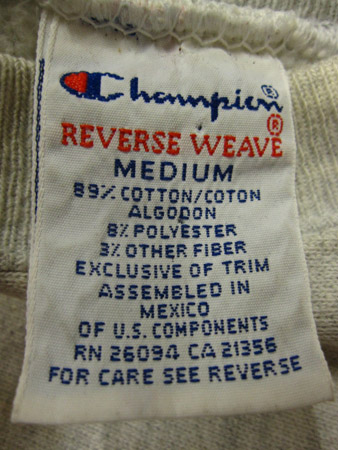 Champion®
REVERSE WEAVE®
MEDIUM
89% COTTON/COTON
ALGODON
8% POLYESTER
3% OTHER FIBER
EXCLUSIVE OF TRIM
ASSEMBLED IN
MEXICO
OF U.S. COMPONENTS
RN 26094 CA 21356
FOR CARE SEE REVERSE